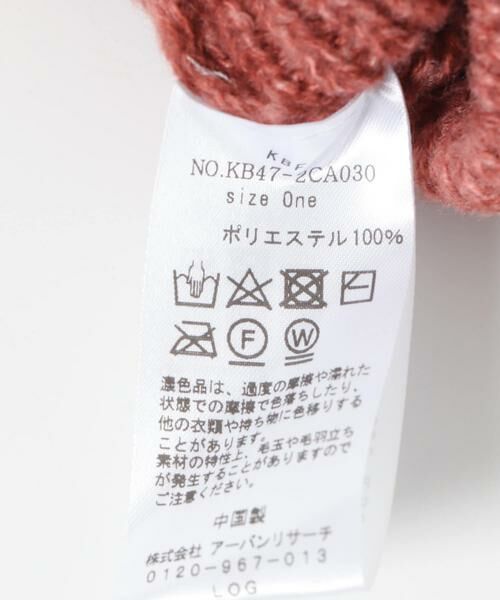 KBF
NO.KB47-2CA030
size One
ポリエステル100%
F
W
濃色品は、過度の摩擦や濡れた
状態での摩擦で色落ちしたり、
他の衣類や持ち物に色移りする
ことがあります。
素材の特性上、毛玉や毛羽立ち
が発生することがありますので
ご注意ください。
中国製
株式会社 アーバンリサーチ
0120-967-013
LOG